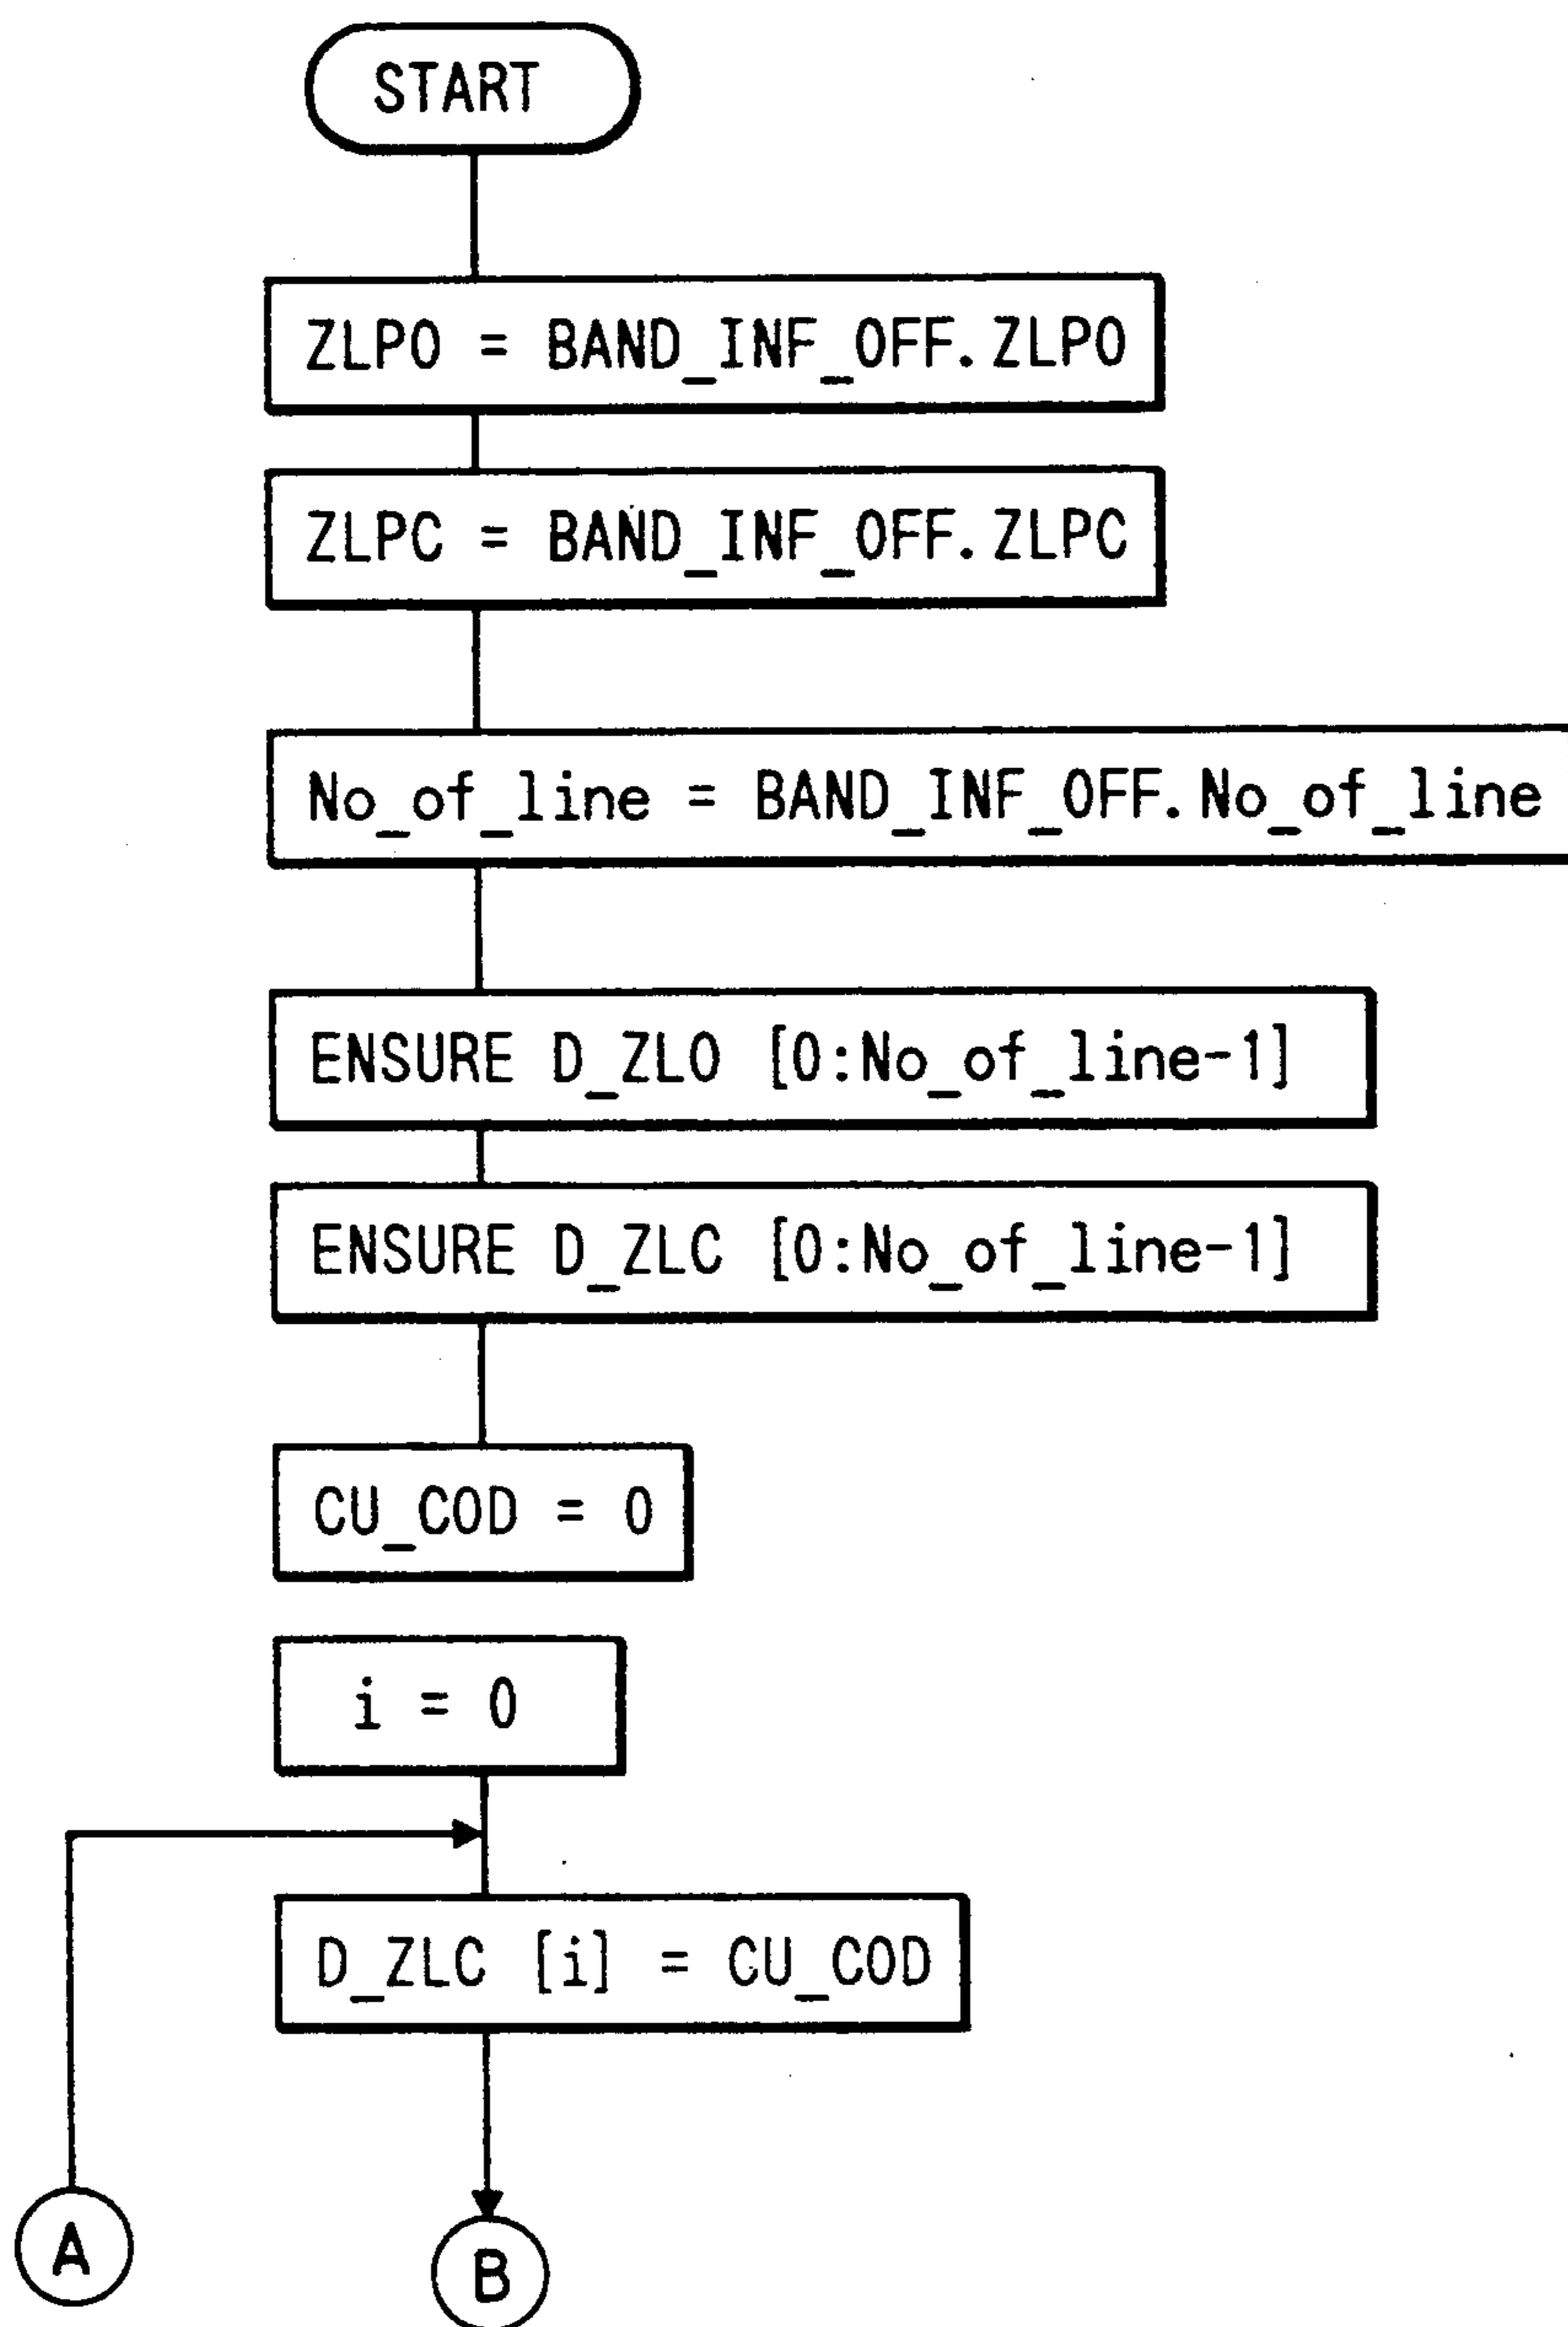 START
ZLPO = BAND_INF_OFF.ZLPO
ZLPC = BAND_INF_OFF.ZLPC
No_of_line = BAND_INF_OFF.No_of_line
ENSURE D_ZLO [0:No_of_line-1]
ENSURE D_ZLC [0:No_of_line-1]
CU_COD = 0
i = 0
D_ZLC [i] = CU_COD
A
B